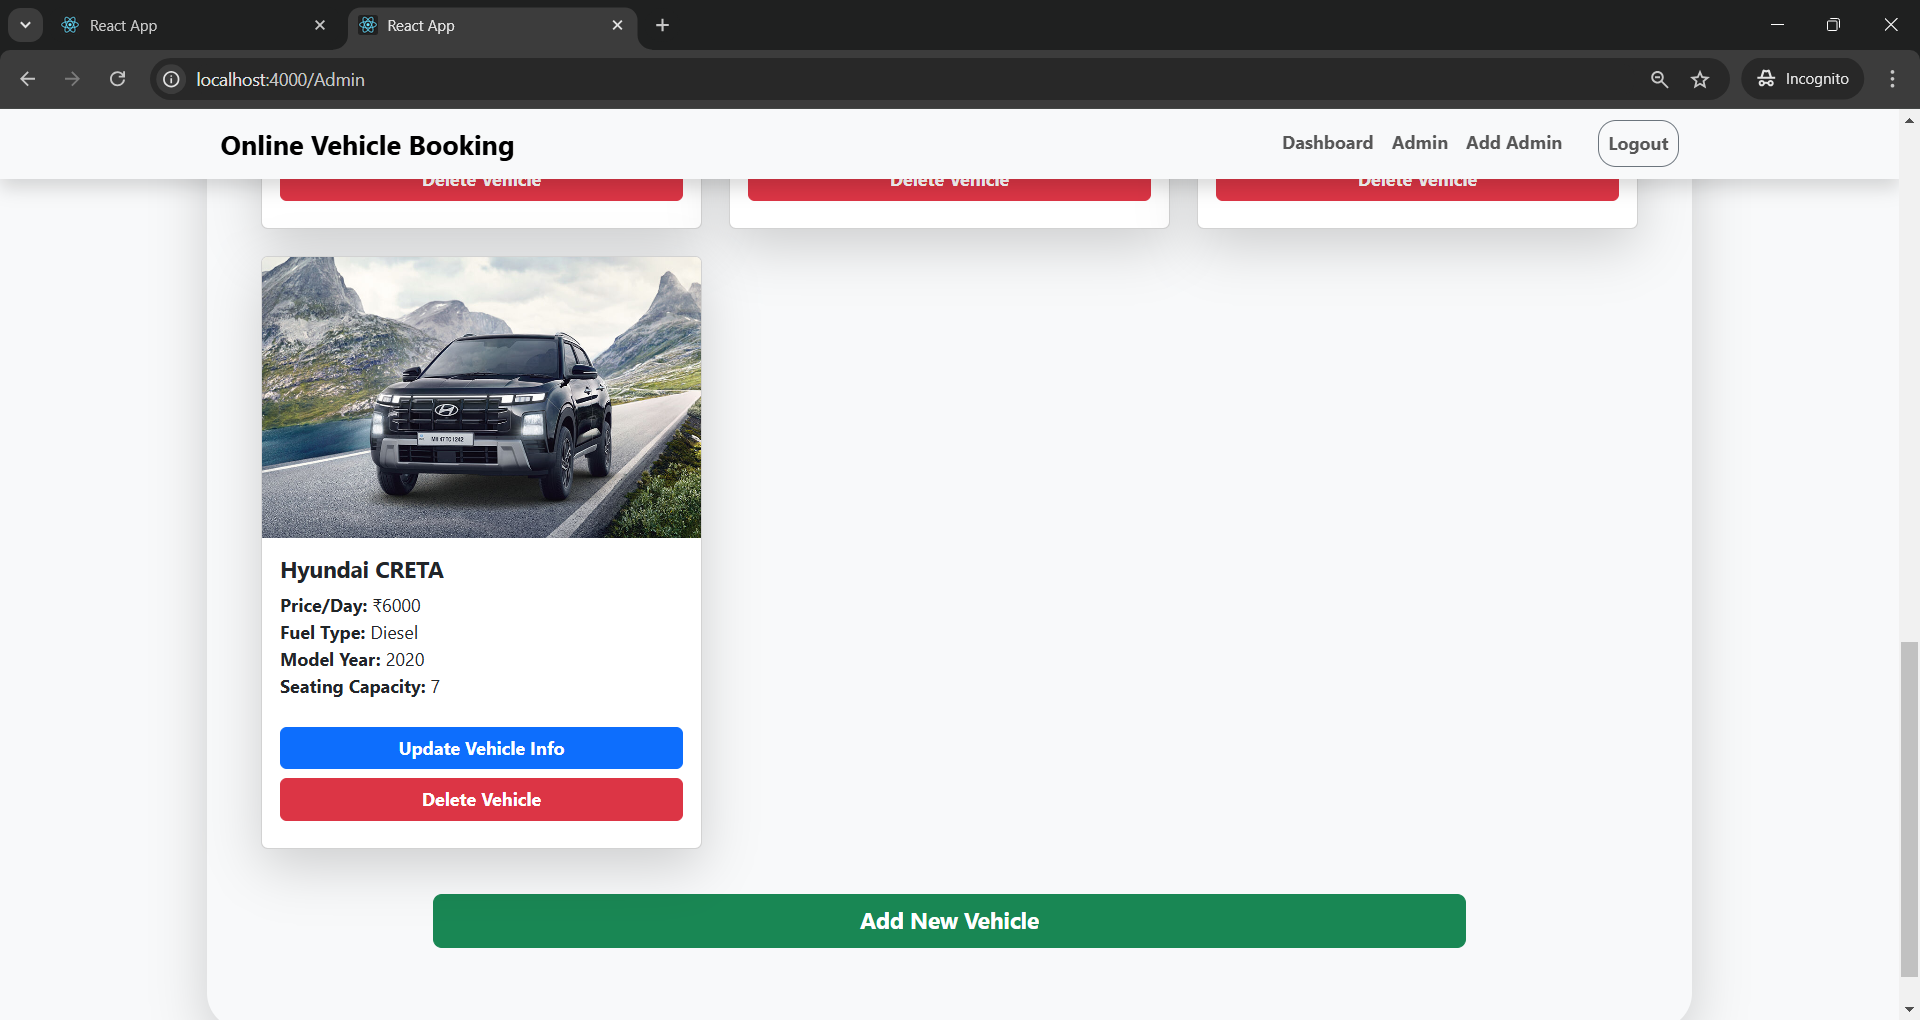 React App
React App
localhost:4000/Admin
Incognito
Online Vehicle Booking
Dashboard
Admin
Add Admin
Logout
Delete Vehicle
Delete Vehicle
Delete Vehicle
Hyundai CRETA
Price/Day: ₹6000
Fuel Type: Diesel
Model Year: 2020
Seating Capacity: 7
Update Vehicle Info
Delete Vehicle
Add New Vehicle